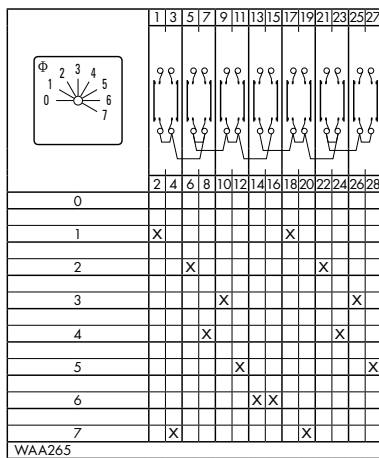 1 3 5 7 9 11 13 15 17 19 21 23 25 27
Φ
0 1 2 3 4 5 6 7
2 4 6 8 10 12 14 16 18 20 22 24 26 28
0
1 X X
2 X X
3 X X
4 X X
5 X X
6 X X
7 X X
WAA265